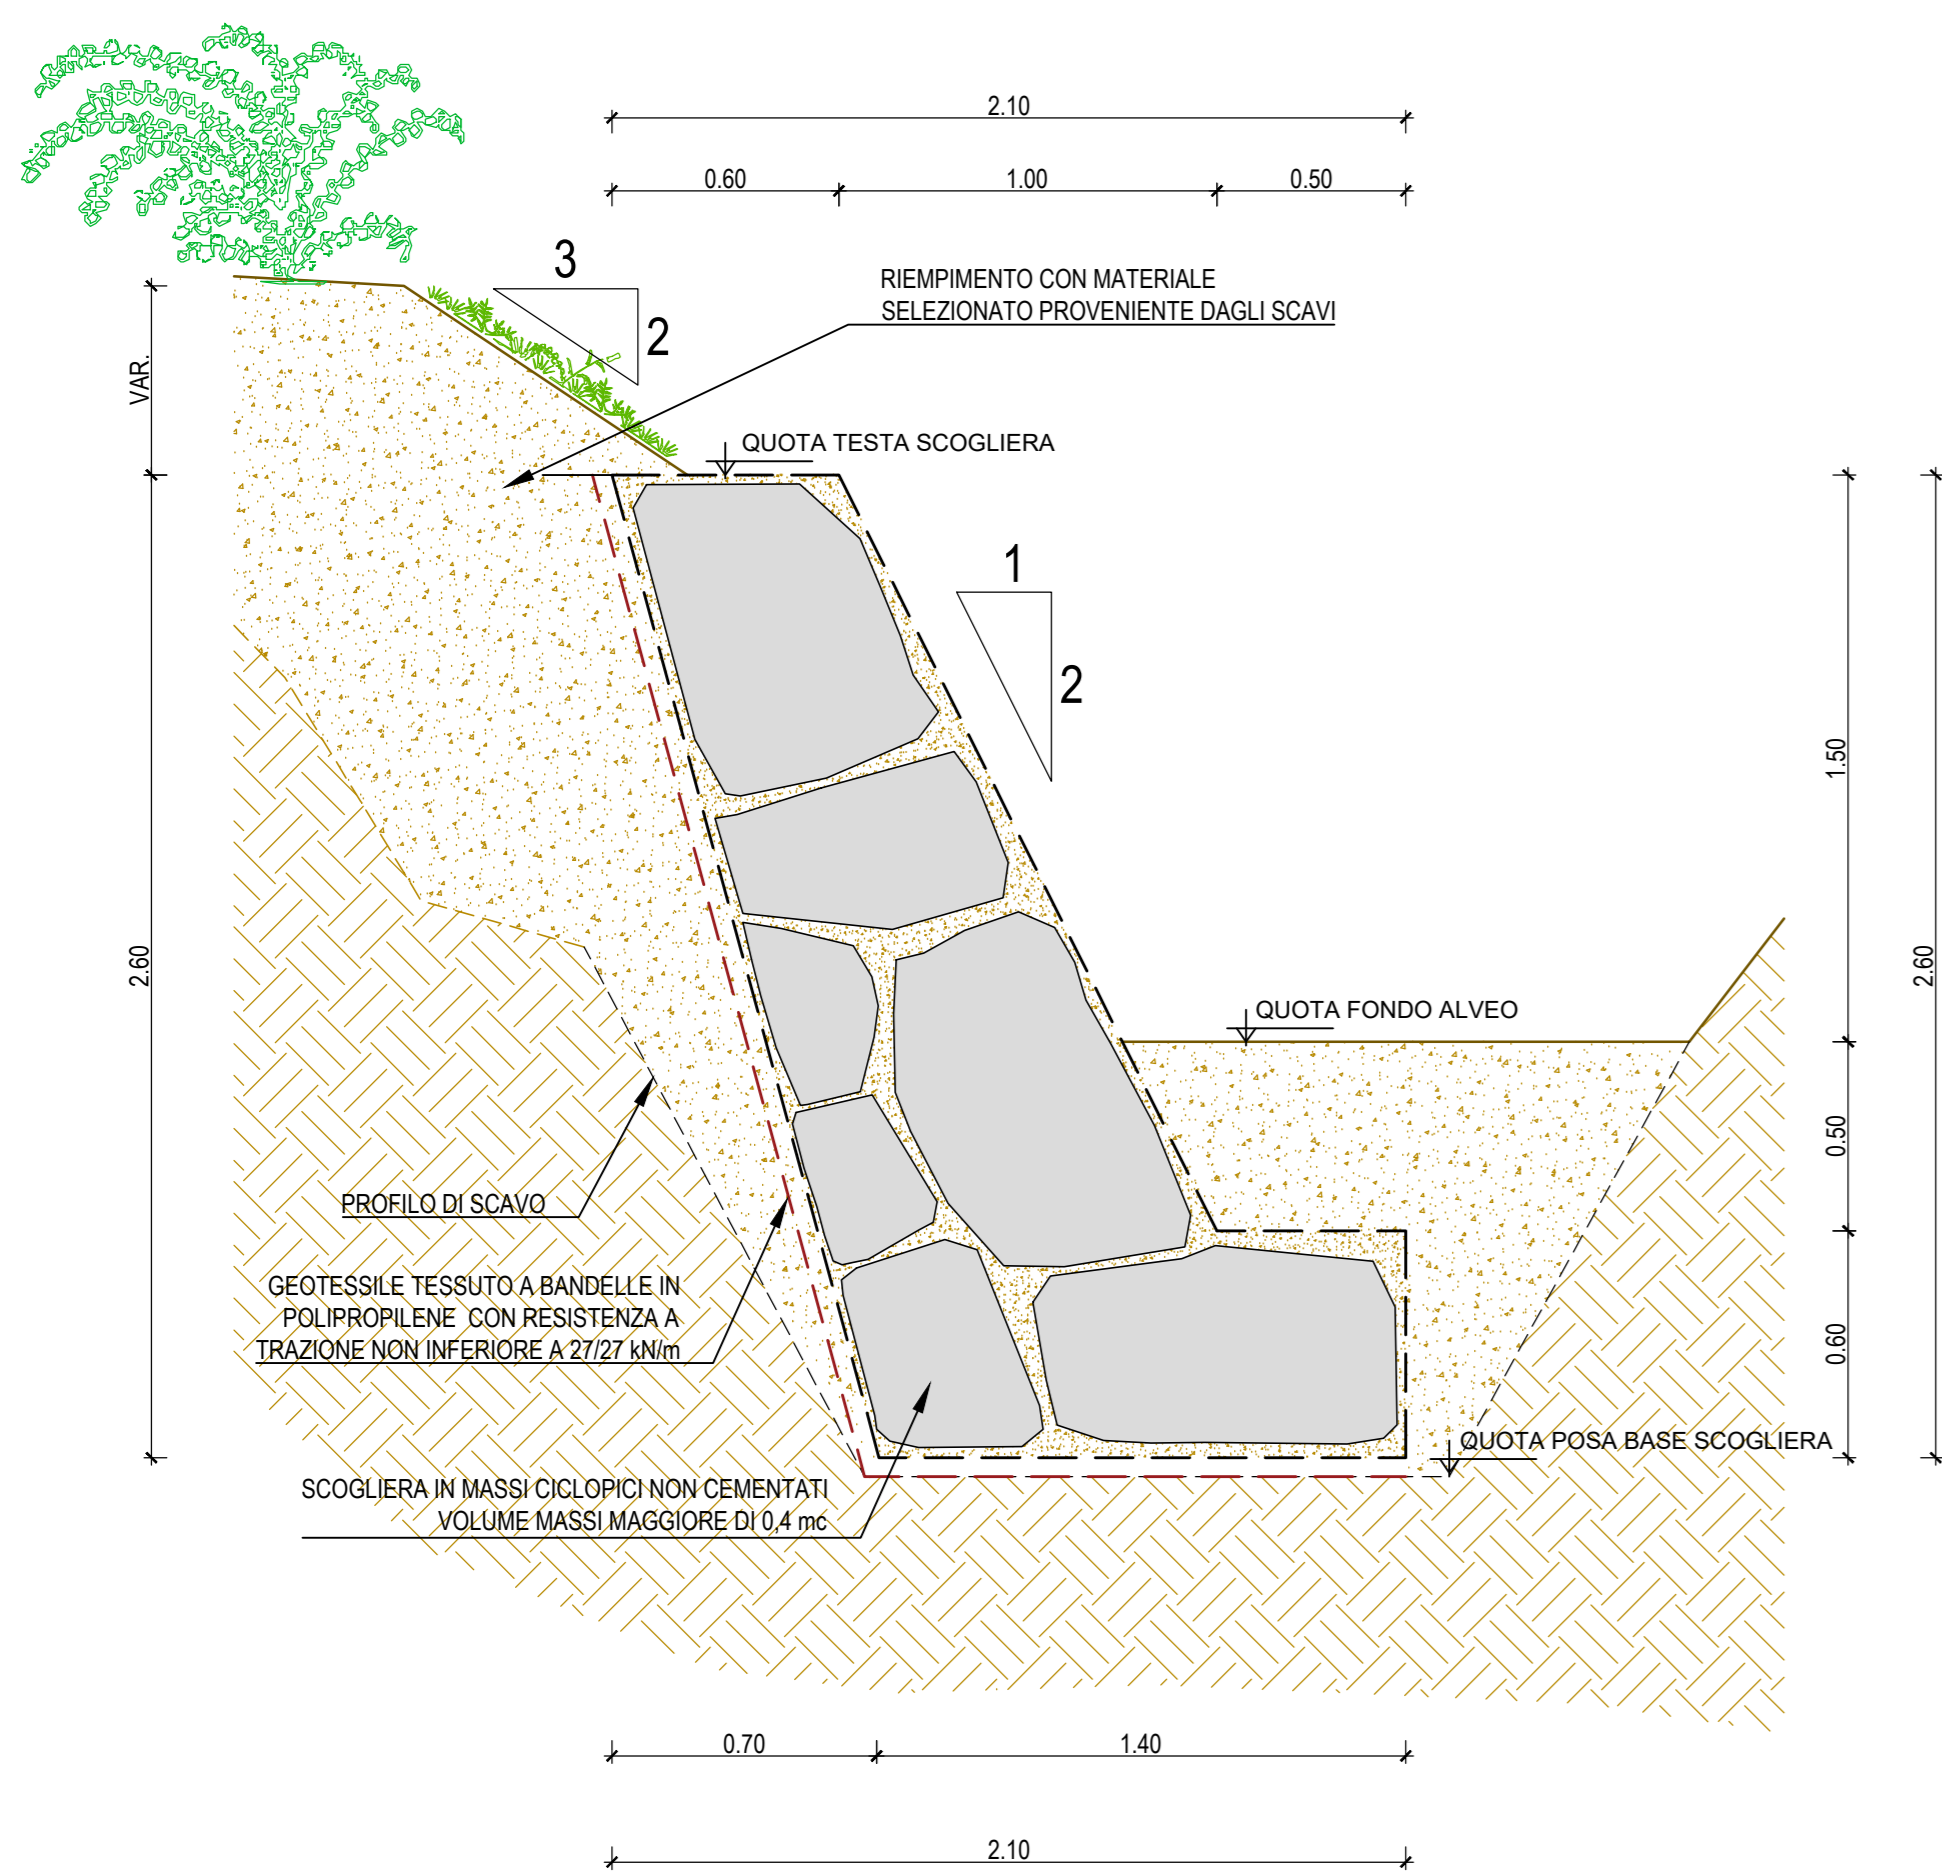 2.10
0.60
1.00
0.50
3
2
RIEMPIMENTO CON MATERIALE
SELEZIONATO PROVENIENTE DAGLI SCAVI
VAR.
QUOTA TESTA SCOGLIERA
1
2
1.50
2.60
2.60
QUOTA FONDO ALVEO
0.50
PROFILO DI SCAVO
GEOTESSILE TESSUTO A BANDELLE IN
POLIPROPILENE CON RESISTENZA A
TRAZIONE NON INFERIORE A 27/27 kN/m
0.60
QUOTA POSA BASE SCOGLIERA
SCOGLIERA IN MASSI CICLOPICI NON CEMENTATI
VOLUME MASSI MAGGIORE DI 0,4 mc
0.70
1.40
2.10